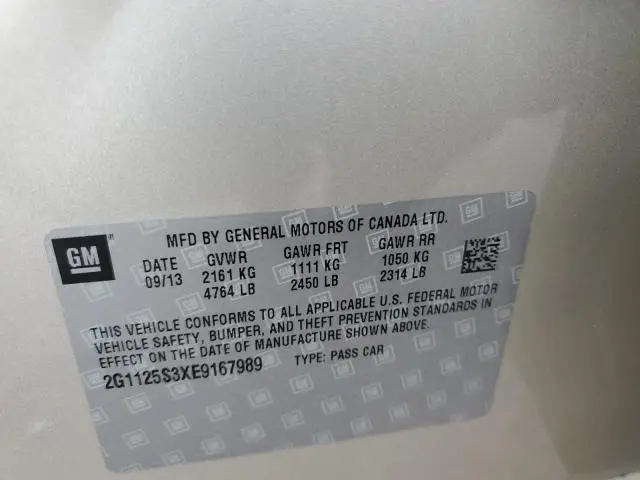 GM
MFD BY GENERAL MOTORS OF CANADA LTD.
DATE GVWR GAWR FRT GAWR RR
09/13 2161 KG 1111 KG 1050 KG
4764 LB 2450 LB 2314 LB
THIS VEHICLE CONFORMS TO ALL APPLICABLE U.S. FEDERAL MOTOR
VEHICLE SAFETY, BUMPER, AND THEFT PREVENTION STANDARDS IN
EFFECT ON THE DATE OF MANUFACTURE SHOWN ABOVE.
2G1125S3XE9167989 TYPE: PASS CAR